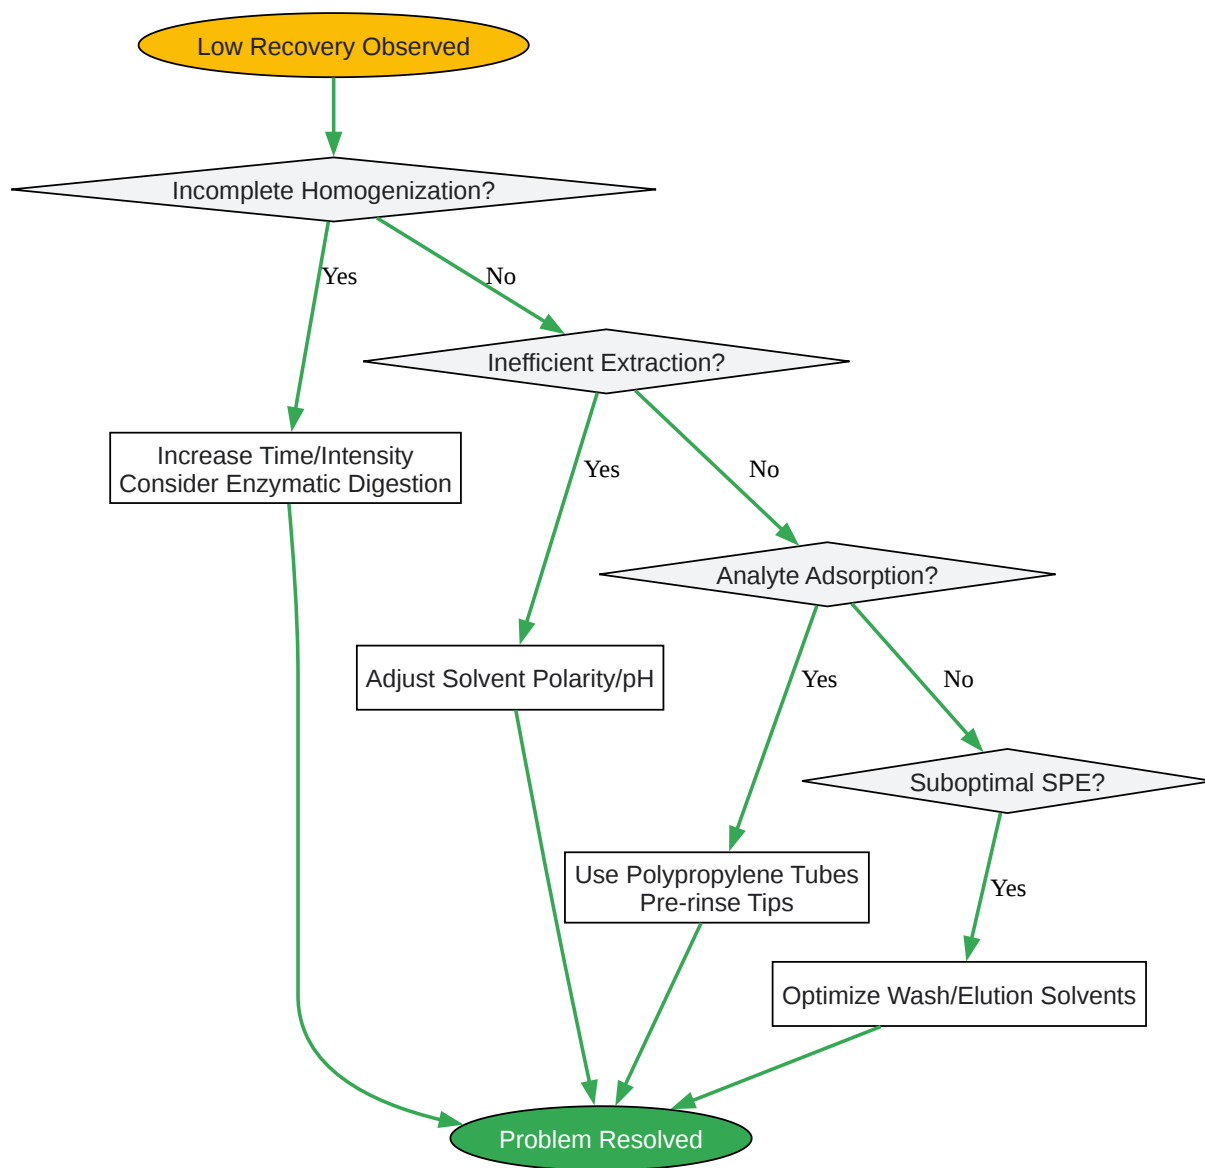 Low Recovery Observed
Incomplete Homogenization?
Yes
No
Inefficient Extraction?
Increase Time/Intensity
Consider Enzymatic Digestion
Yes
No
Analyte Adsorption?
Adjust Solvent Polarity/pH
Yes
No
Suboptimal SPE?
Use Polypropylene Tubes
Pre-rinse Tips
Yes
Optimize Wash/Elution Solvents
Problem Resolved